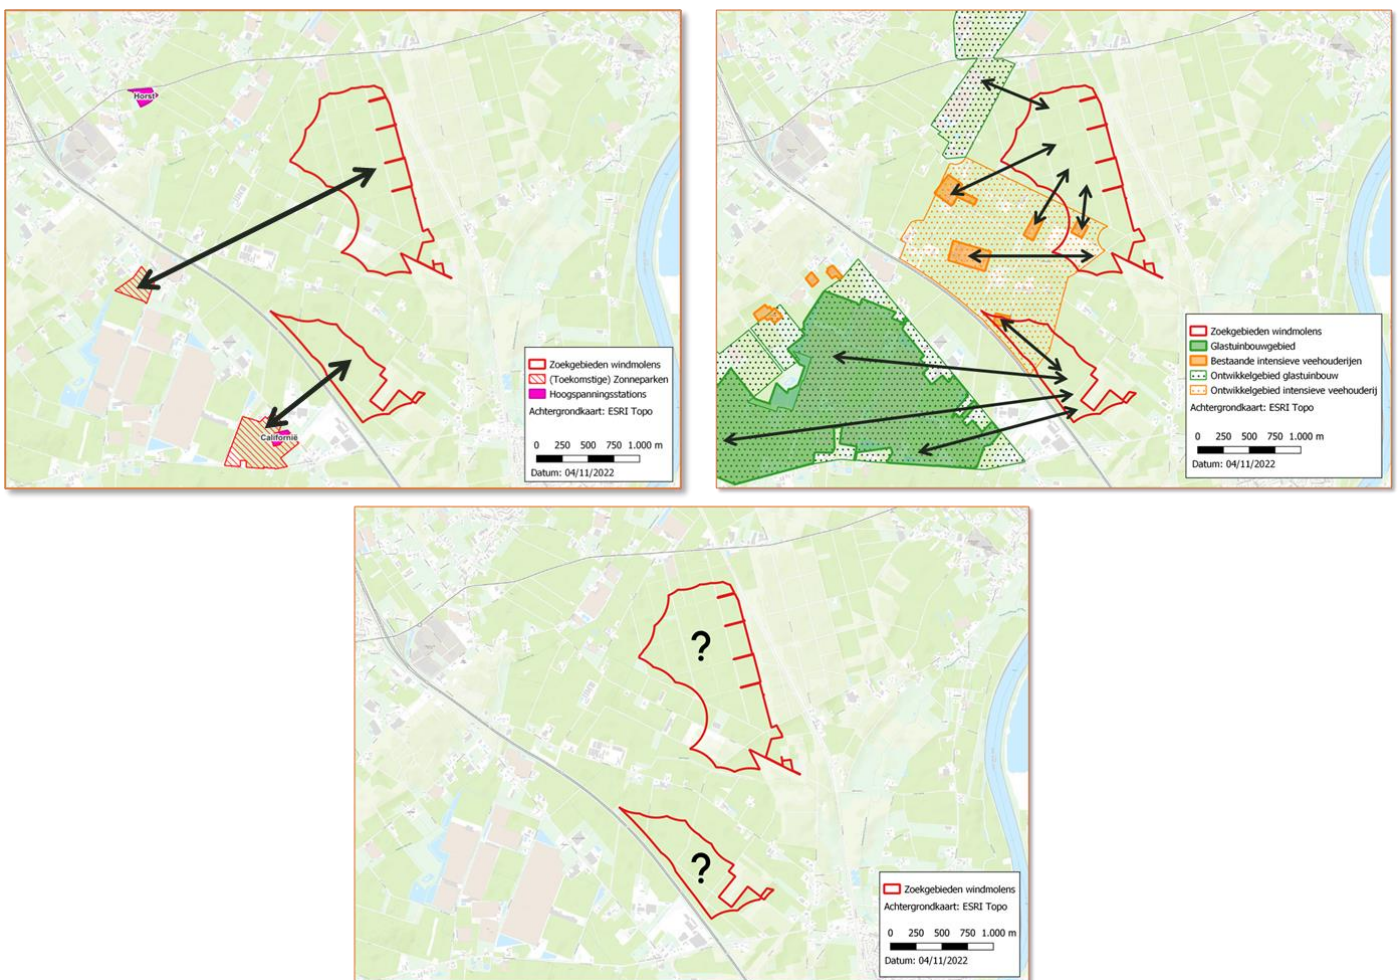 Horst
Californië
Zoekgebieden windmolens
(Toekomstige) Zonneparken
Hoogspanningsstations
Achtergrondkaart: ESRI Topo
0 250 500 750 1.000 m
Datum: 04/11/2022
Zoekgebieden windmolens
Glastuinbouwgebied
Bestaande intensieve veehouderijen
Ontwikkelgebied glastuinbouw
Ontwikkelgebied intensieve veehouderij
Achtergrondkaart: ESRI Topo
0 250 500 750 1.000 m
Datum: 04/11/2022
?
?
Zoekgebieden windmolens
Achtergrondkaart: ESRI Topo
0 250 500 750 1.000 m
Datum: 04/11/2022